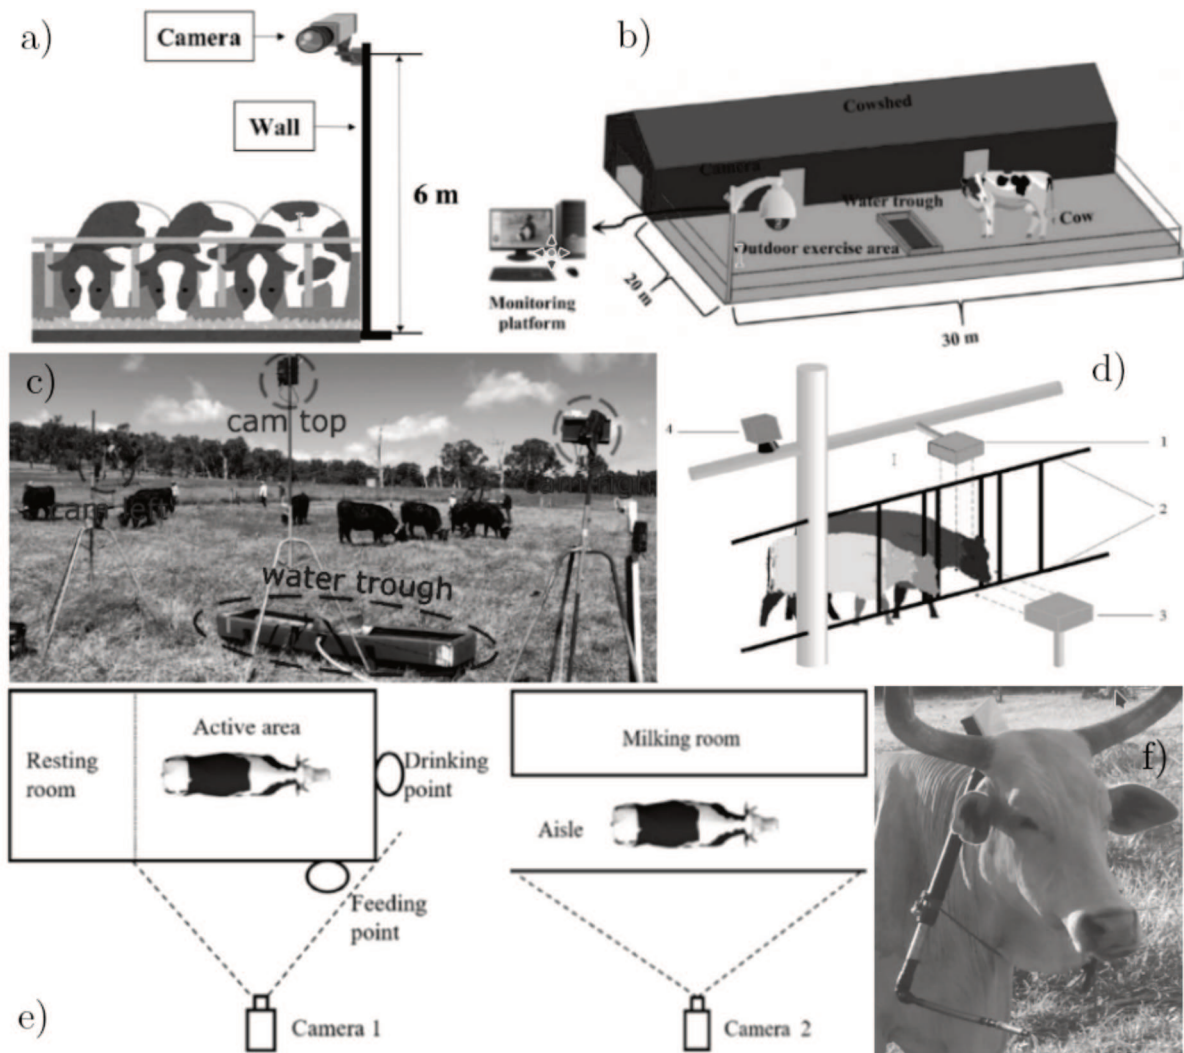 a)
Camera
Wall
6 m
b)
Cowshed
Camera
Water trough
Cow
Outdoor exercise area
20 m
30 m
Monitoring
platform
c)
cam top
water trough
d)
4
1
2
3
Resting
room
Active area
Drinking
point
Feeding
point
Camera 1
e)
Milking room
Aisle
Camera 2
f)